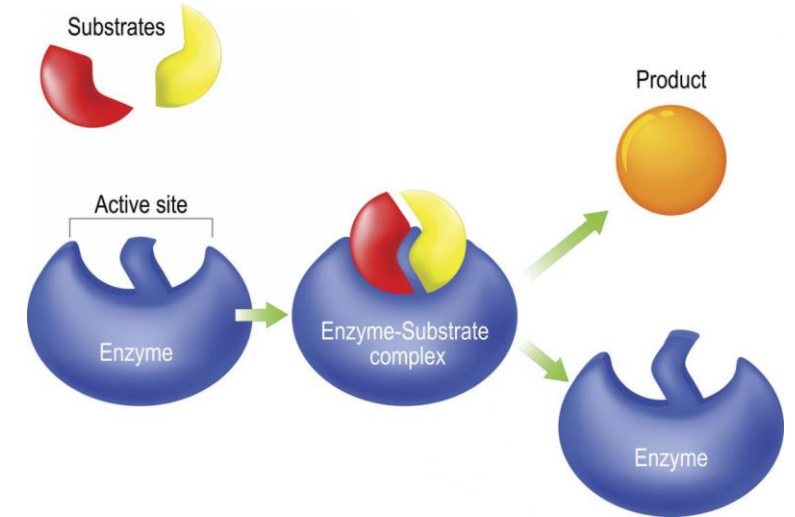 Substrates
Product
Active site
Enzyme
Enzyme-Substrate
complex
Enzyme